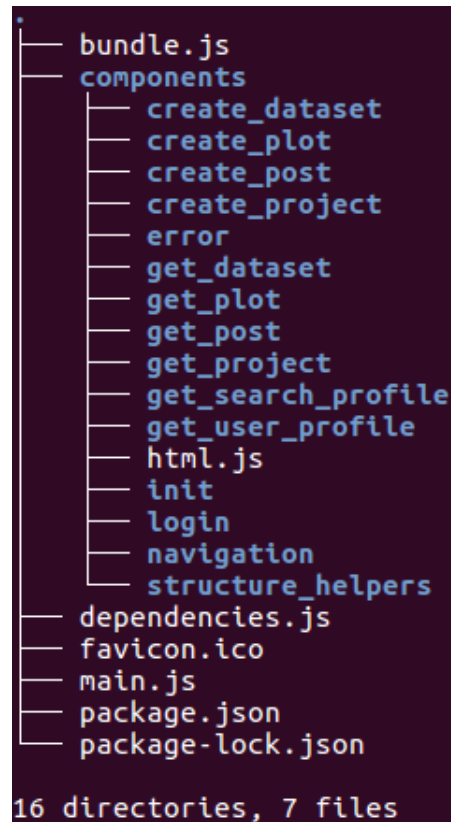 .
├── bundle.js
├── components
│   ├── create_dataset
│   ├── create_plot
│   ├── create_post
│   ├── create_project
│   ├── error
│   ├── get_dataset
│   ├── get_plot
│   ├── get_post
│   ├── get_project
│   ├── get_search_profile
│   ├── get_user_profile
│   ├── html.js
│   ├── init
│   ├── login
│   ├── navigation
│   └── structure_helpers
├── dependencies.js
├── favicon.ico
├── main.js
├── package.json
└── package-lock.json

16 directories, 7 files